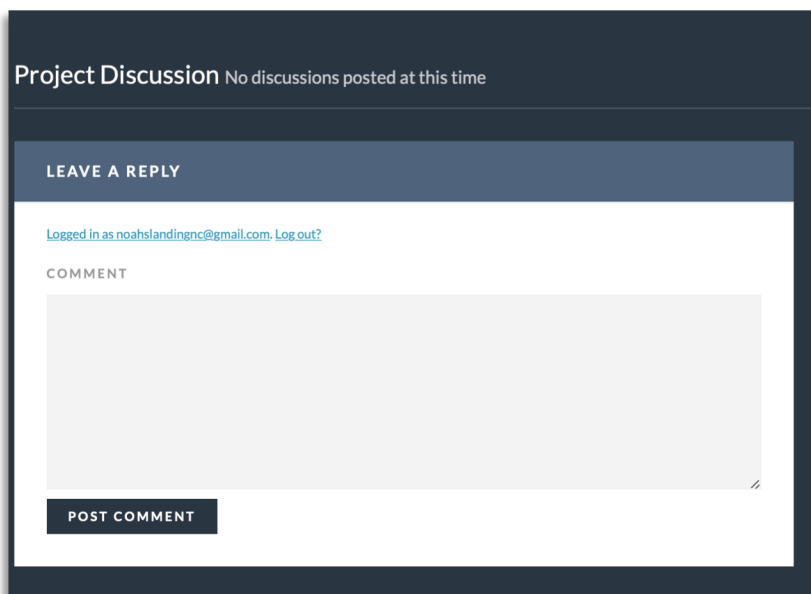 Project Discussion No discussions posted at this time
LEAVE A REPLY
Logged in as noahslandingnc@gmail.com. Log out?
COMMENT
POST COMMENT